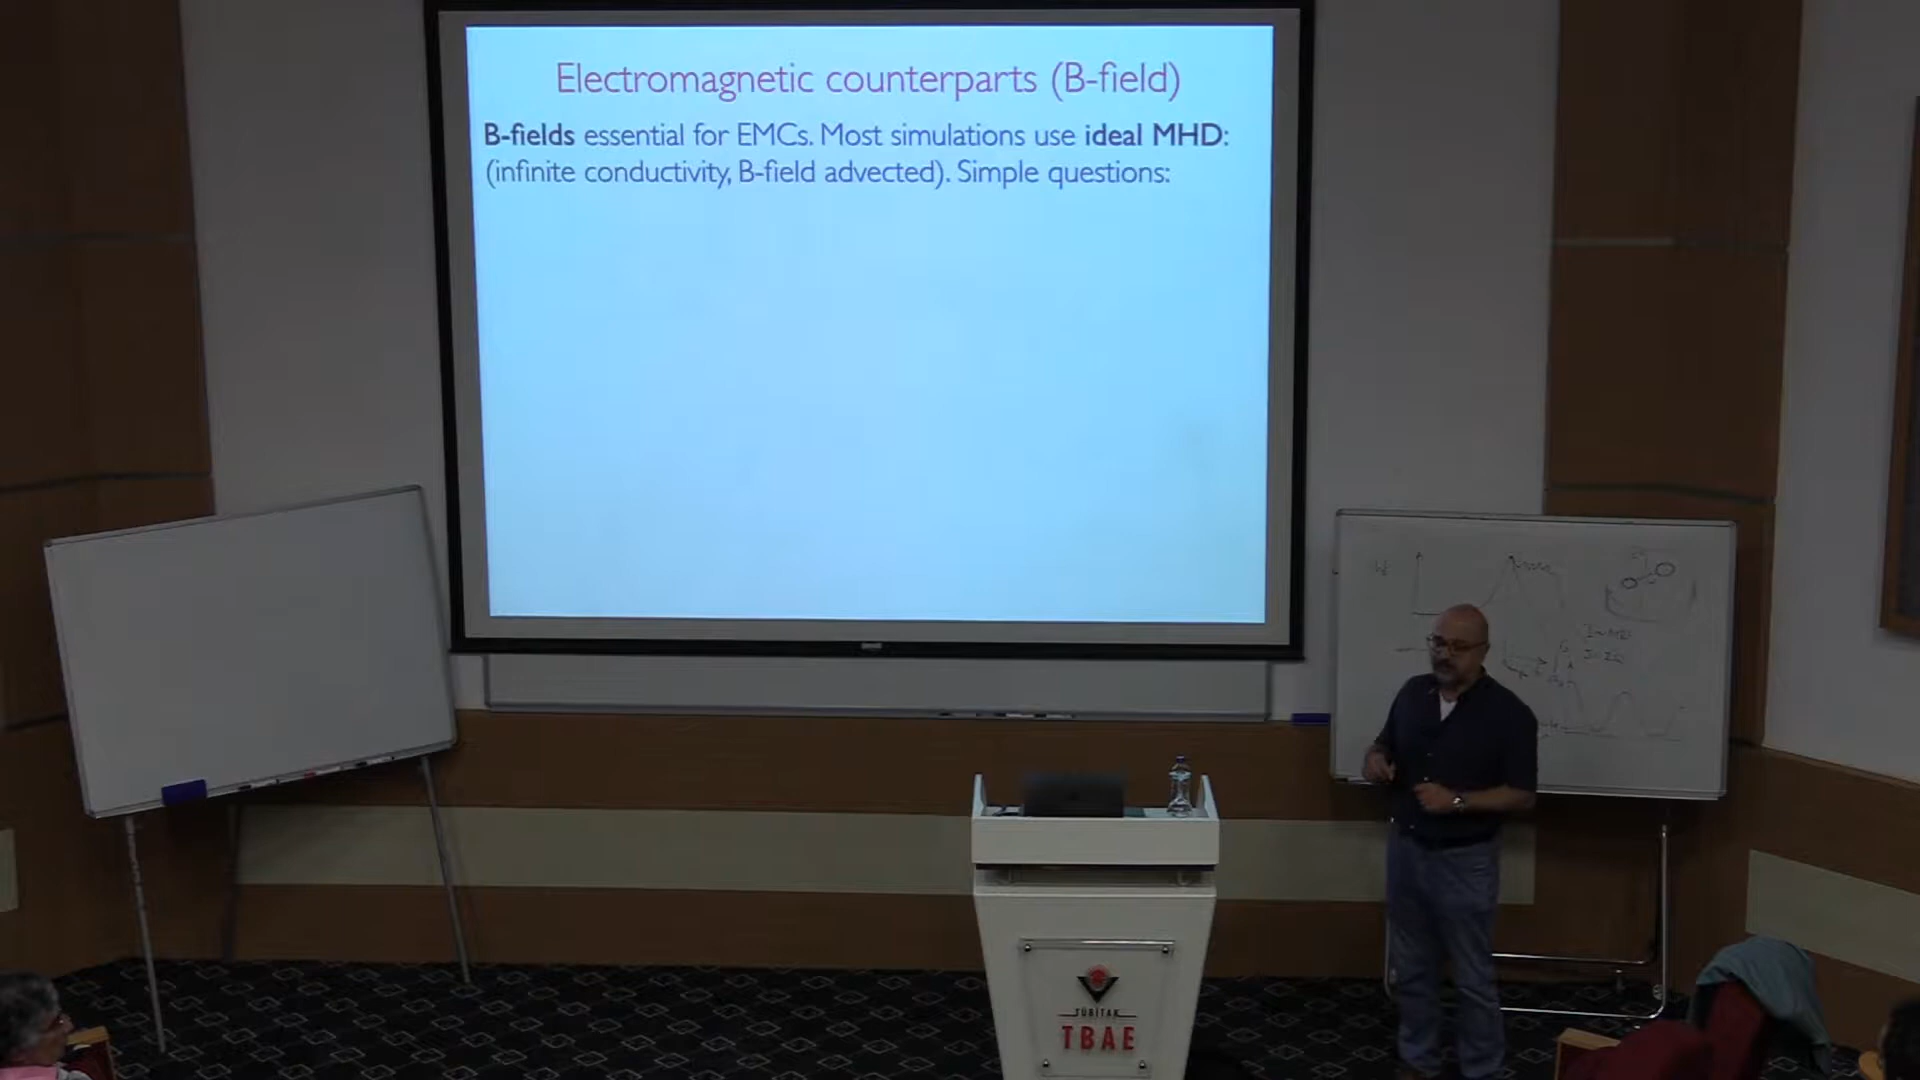 Electromagnetic counterparts (B-field)
B-fields essential for EMCs. Most simulations use ideal MHD:
(infinite conductivity, B-field advected). Simple questions:
TÜBİTAK
TBAE